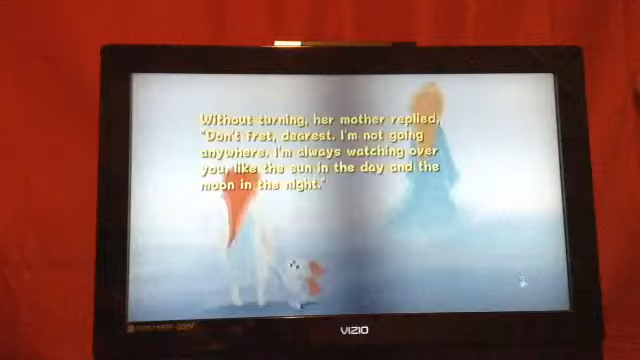 Without turning, her mother replied,
"Don't fret, dearest. I'm not going
anywhere. I'm always watching over
you, like the sun in the day and the
moon in the night."
VIZIO